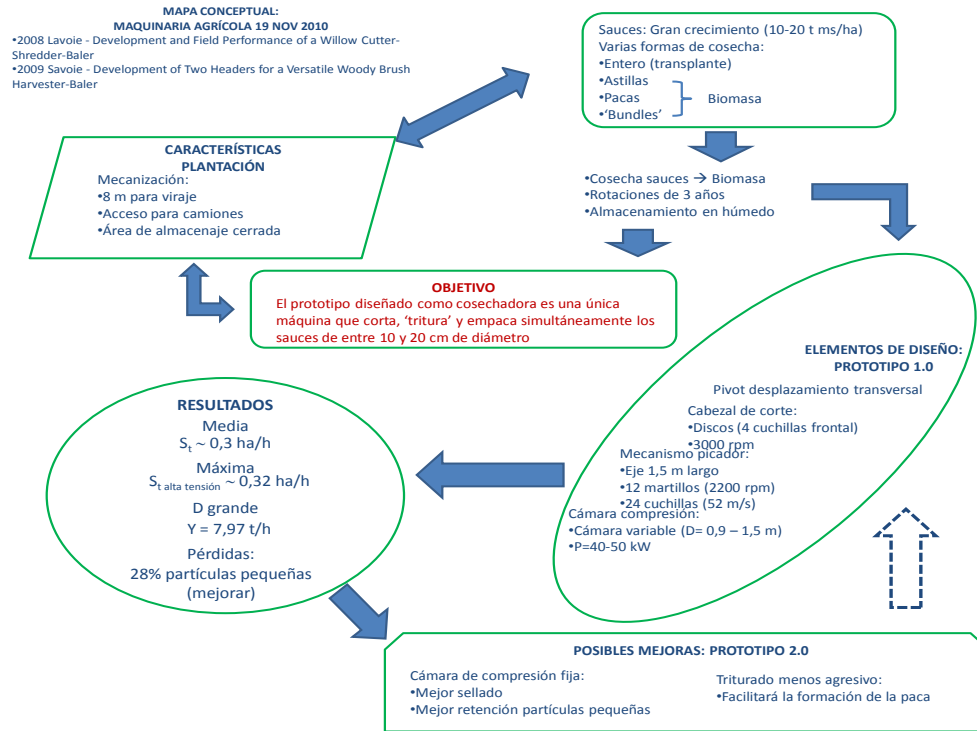 MAPA CONCEPTUAL:
MAQUINARIA AGRÍCOLA 19 NOV 2010
•2008 Lavoie - Development and Field Performance of a Willow Cutter-
Shredder-Baler
•2009 Savoie - Development of Two Headers for a Versatile Woody Brush
Harvester-Baler
Sauces: Gran crecimiento (10-20 t ms/ha)
Varias formas de cosecha:
•Entero (transplante)
•Astillas
•Pacas
•‘Bundles’
Biomasa
CARACTERÍSTICAS
PLANTACIÓN
Mecanización:
•8 m para viraje
•Acceso para camiones
•Área de almacenaje cerrada
•Cosecha sauces → Biomasa
•Rotaciones de 3 años
•Almacenamiento en húmedo
OBJETIVO
El prototipo diseñado como cosechadora es una única
máquina que corta, ‘tritura’ y empaca simultáneamente los
sauces de entre 10 y 20 cm de diámetro
ELEMENTOS DE DISEÑO:
PROTOTIPO 1.0
Pivot desplazamiento transversal
Cabezal de corte:
•Discos (4 cuchillas frontal)
•3000 rpm
Mecanismo picador:
•Eje 1,5 m largo
•12 martillos (2200 rpm)
•24 cuchillas (52 m/s)
Cámara compresión:
•Cámara variable (D= 0,9 – 1,5 m)
•P=40-50 kW
RESULTADOS
Media
St ~ 0,3 ha/h
Máxima
St alta tensión ~ 0,32 ha/h
D grande
Y = 7,97 t/h
Pérdidas:
28% partículas pequeñas
(mejorar)
POSIBLES MEJORAS: PROTOTIPO 2.0
Cámara de compresión fija:
•Mejor sellado
•Mejor retención partículas pequeñas
Triturado menos agresivo:
•Facilitará la formación de la paca